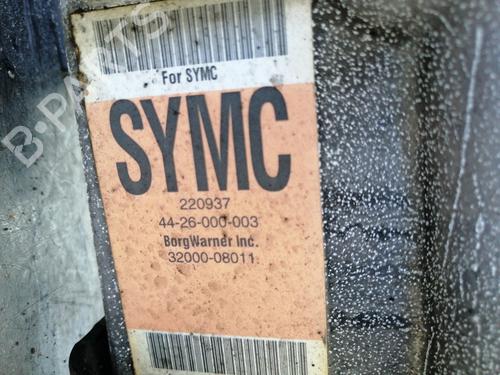 B-PARTS
For SYMC
SYMC
220937
44-26-000-003
BorgWarner Inc.
32000-08011